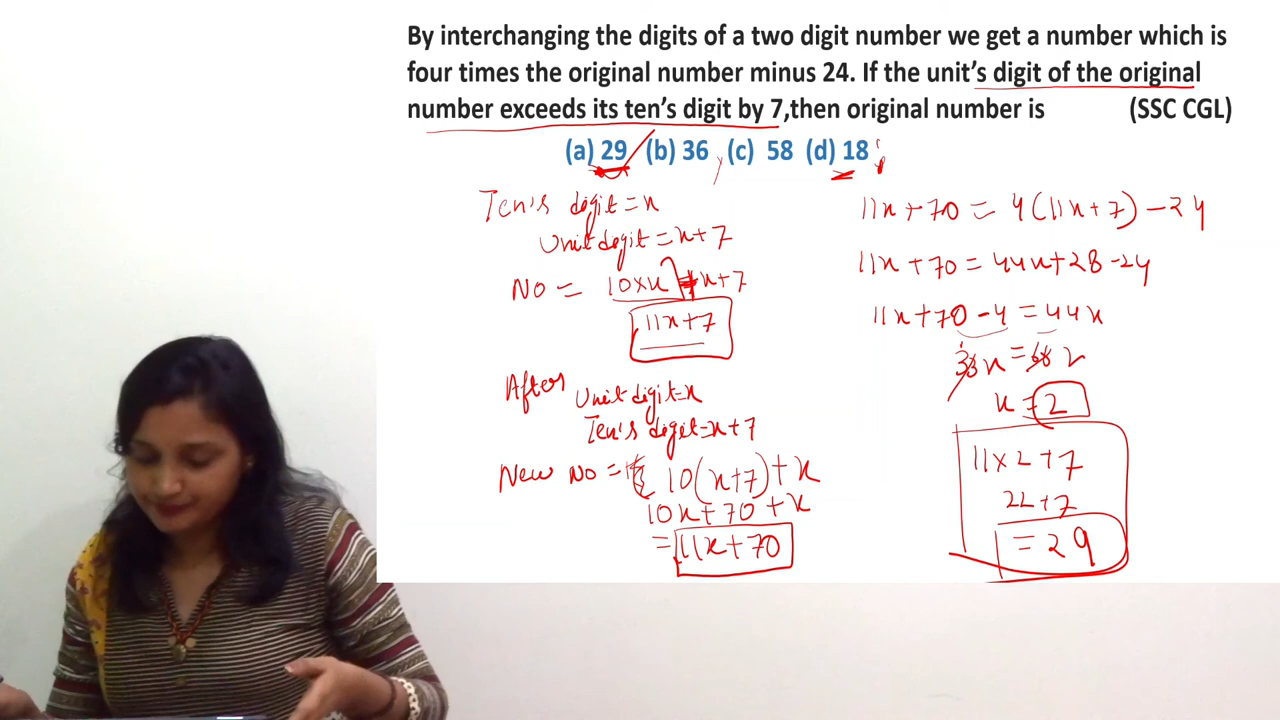 By interchanging the digits of a two digit number we get a number which is
four times the original number minus 24. If the unit's digit of the original
number exceeds its ten's digit by 7,then original number is (SSC CGL)
(a) 29 (b) 36 (c) 58 (d) 18
Ten's digit = x
Unit digit = x+7
No = 10×x + x+7
11x+7
After
Unit digit = x
Ten's digit = x+7
New No = 10(x+7)+x
10x+70+x
= 11x+70
11x+70 = 4(11x+7)-24
11x+70 = 44x+28-24
11x+70-4 = 44x
33x = 66 2
x = 2
11×2+7
22+7
= 29